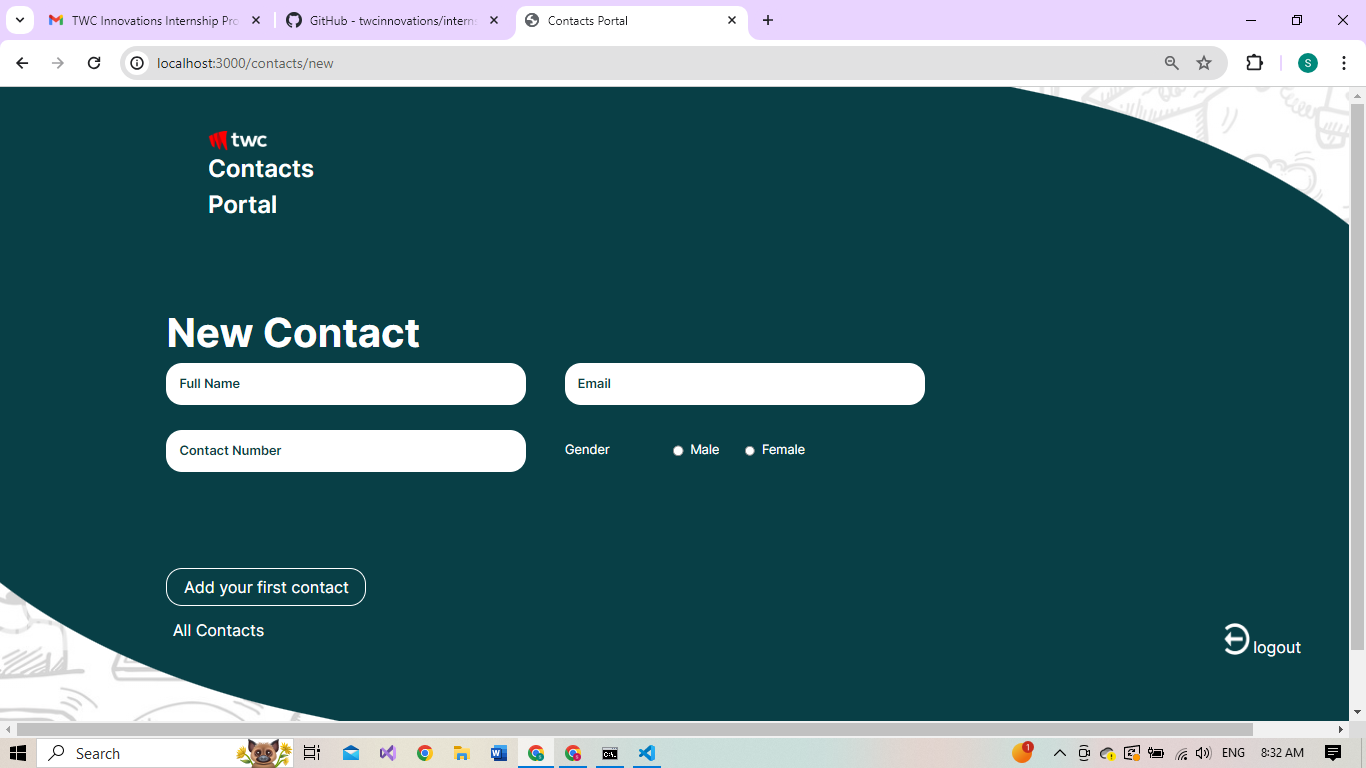 TWC Innovations Internship Pro
GitHub - twcinnovations/intern
Contacts Portal
localhost:3000/contacts/new
S
twc
Contacts
Portal
New Contact
Full Name
Email
Contact Number
Gender
Male
Female
Add your first contact
All Contacts
logout
Search
1
ENG
8:32 AM